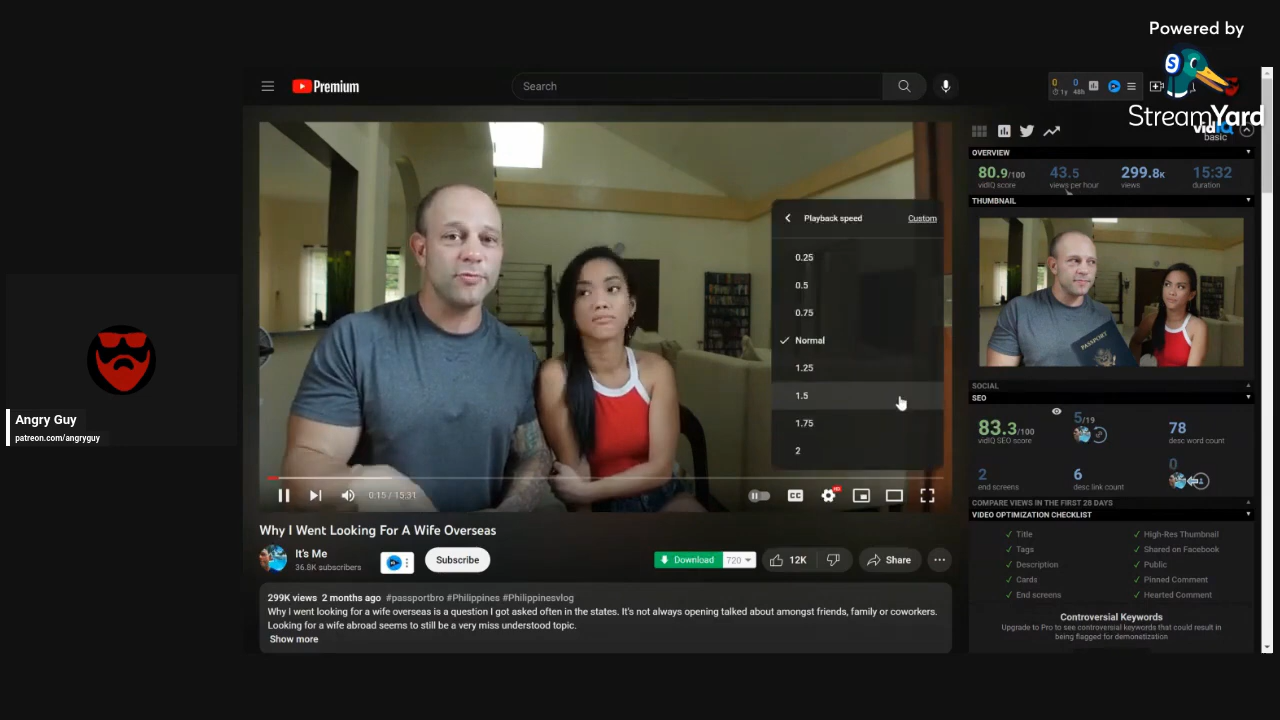 Powered by
StreamYard
Premium
Search
0
1y
0
48h
vidIQ
basic
OVERVIEW
80.9/100
vidIQ score
43.5
views per hour
299.8K
views
15:32
duration
THUMBNAIL
PASSPORT
Playback speed
Custom
0.25
0.5
0.75
Normal
1.25
1.5
1.75
2
0:15 / 15:31
CC
HD
Angry Guy
patreon.com/angryguy
SOCIAL
SEO
83.3/100
vidIQ SEO score
5/19
78
desc word count
2
end screens
6
desc link count
0
COMPARE VIEWS IN THE FIRST 28 DAYS
VIDEO OPTIMIZATION CHECKLIST
Title
High-Res Thumbnail
Tags
Shared on Facebook
Description
Public
Cards
Pinned Comment
End screens
Hearted Comment
Controversial Keywords
Upgrade to Pro to see controversial keywords that could result in
being flagged for demonetization
Why I Went Looking For A Wife Overseas
It's Me
36.8K subscribers
Subscribe
Download
720
12K
Share
299K views 2 months ago #passportbro #Philippines #Philippinesvlog
Why I went looking for a wife overseas is a question I got asked often in the states. It's not always opening talked about amongst friends, family or coworkers.
Looking for a wife abroad seems to still be a very miss understood topic.
Show more